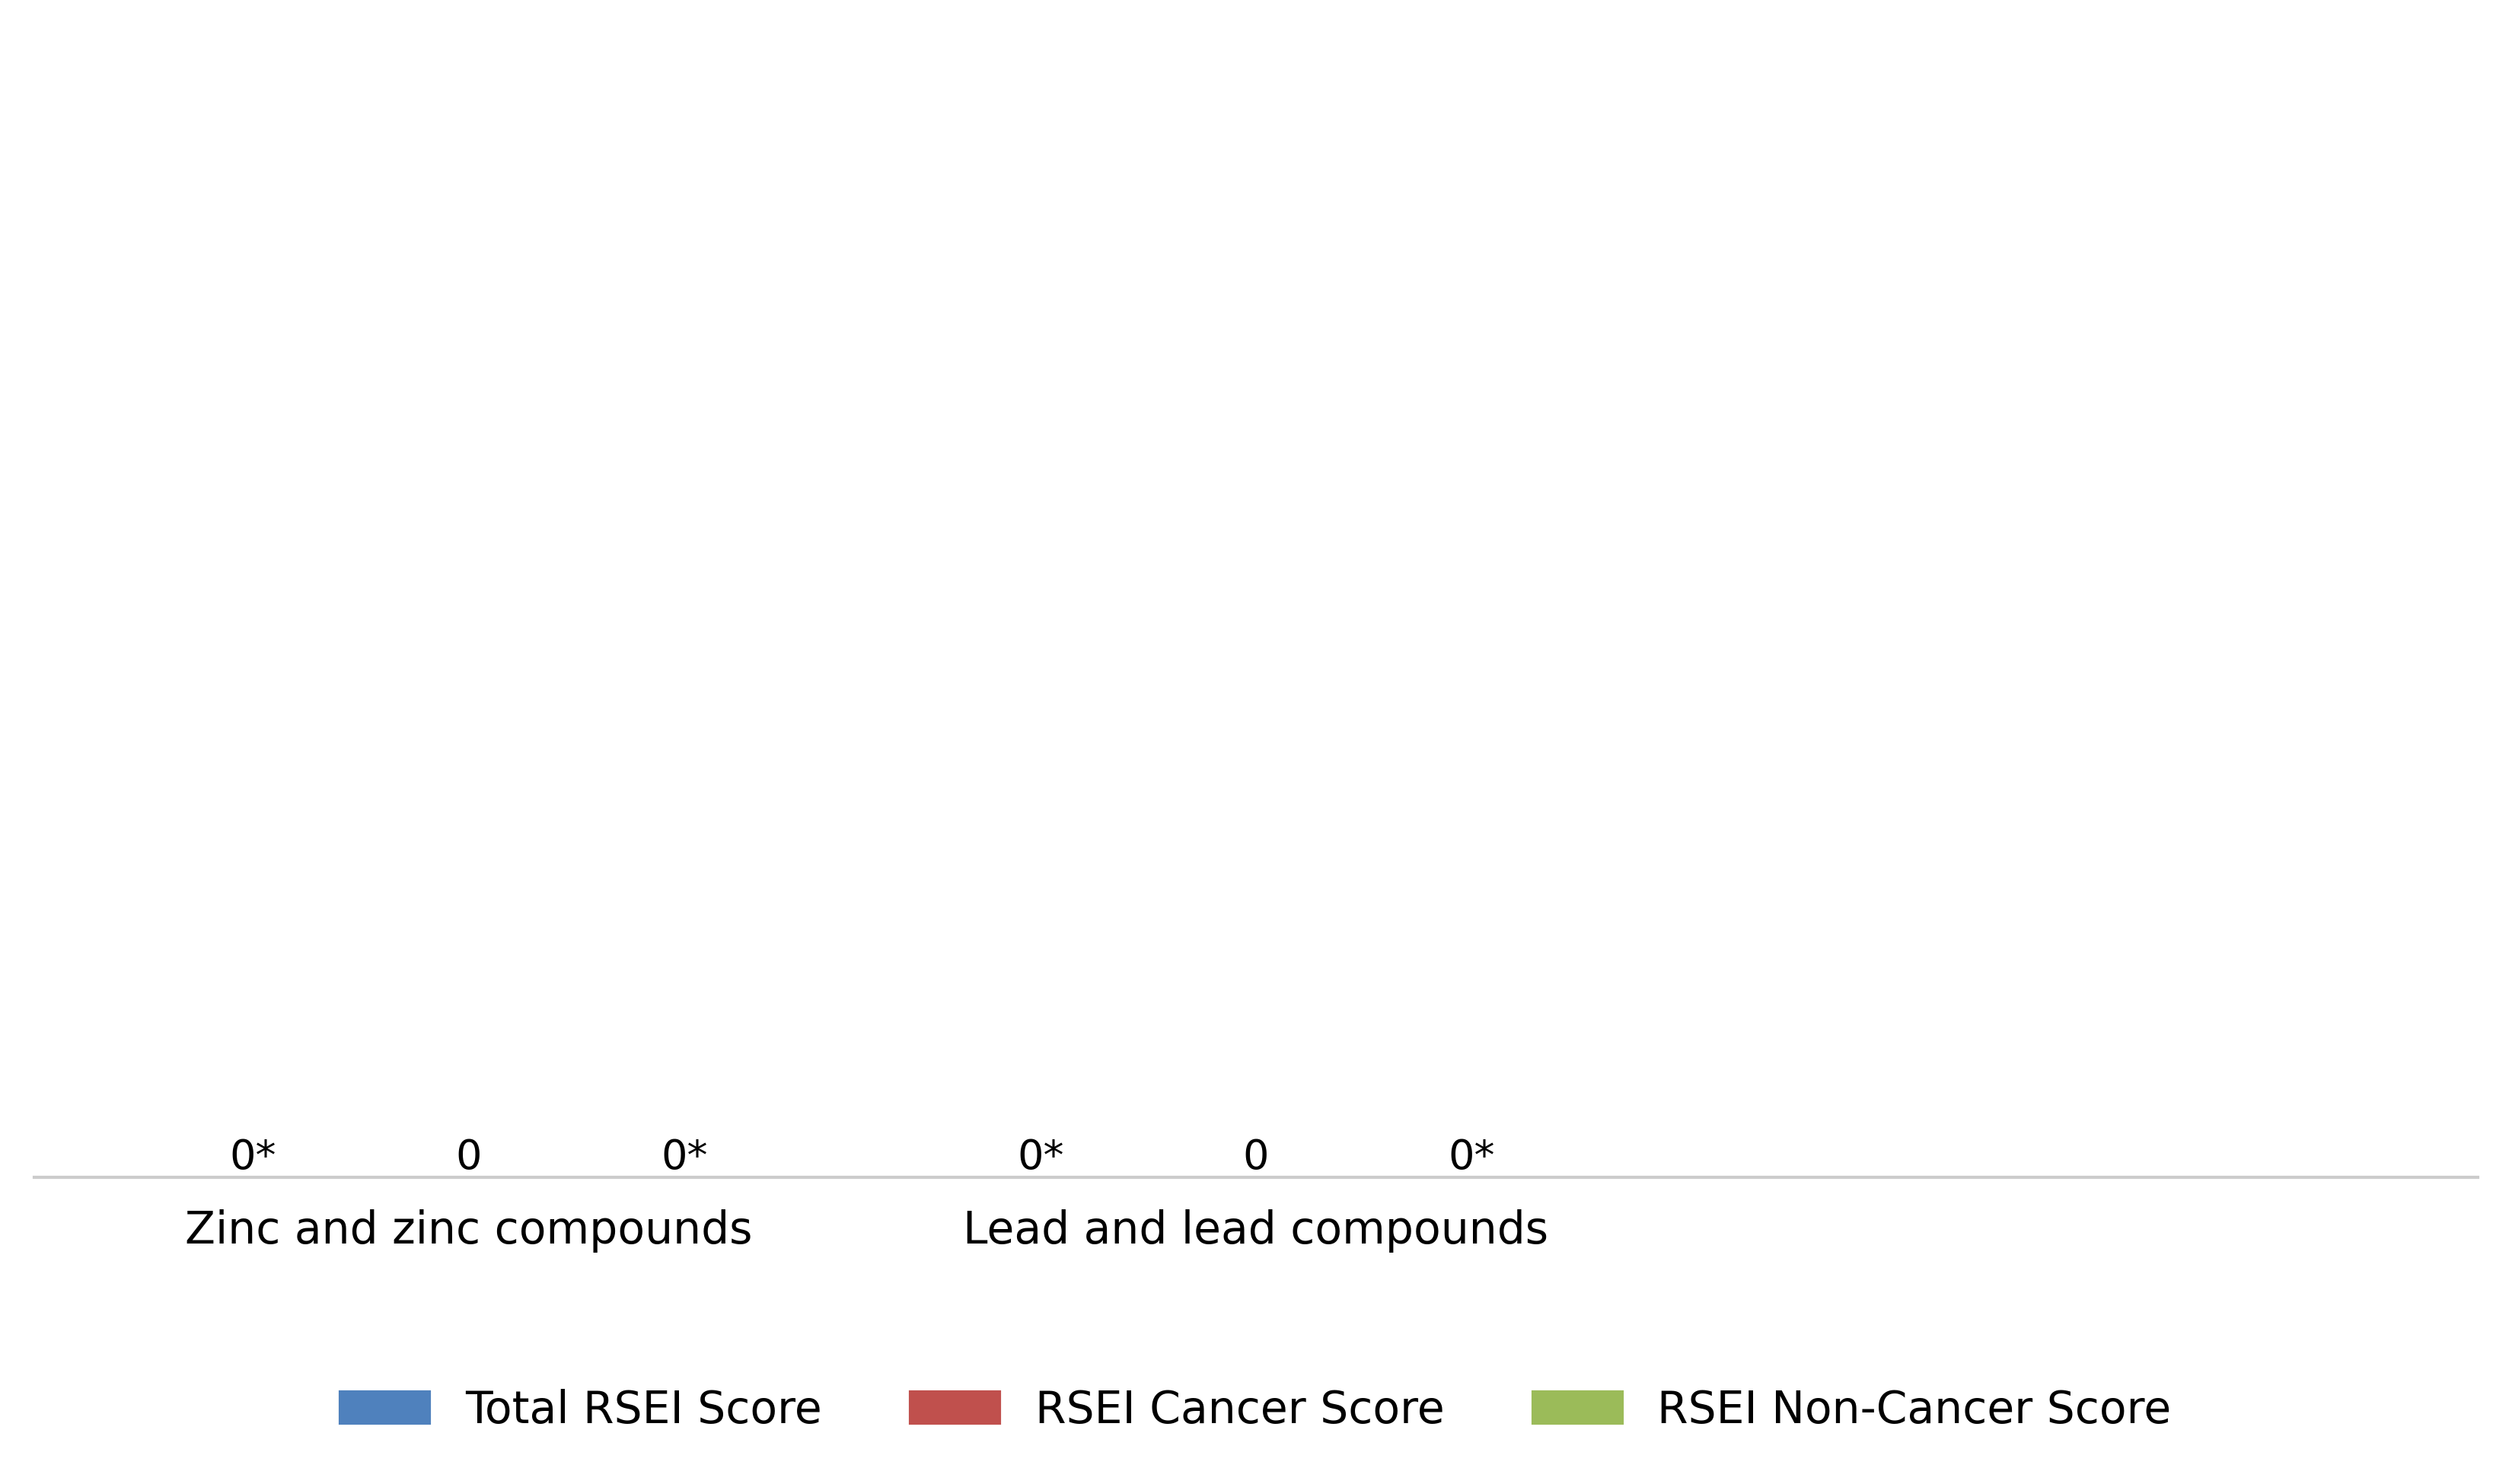 0* 0 0* 0* 0 0*
Zinc and zinc compounds Lead and lead compounds
Total RSEI Score RSEI Cancer Score RSEI Non-Cancer Score